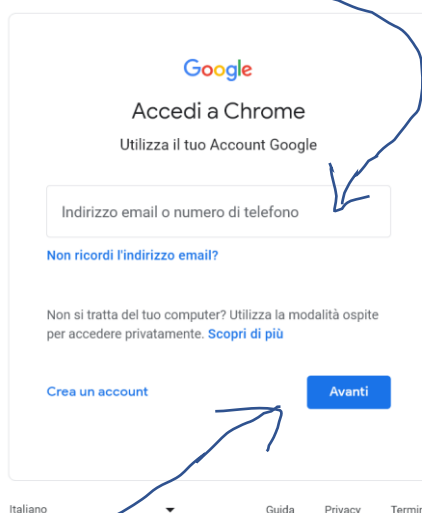 Google
Accedi a Chrome
Utilizza il tuo Account Google
Indirizzo email o numero di telefono
Non ricordi l'indirizzo email?
Non si tratta del tuo computer? Utilizza la modalità ospite
per accedere privatamente. Scopri di più
Crea un account Avanti
Italiano Guida Privacy Termin